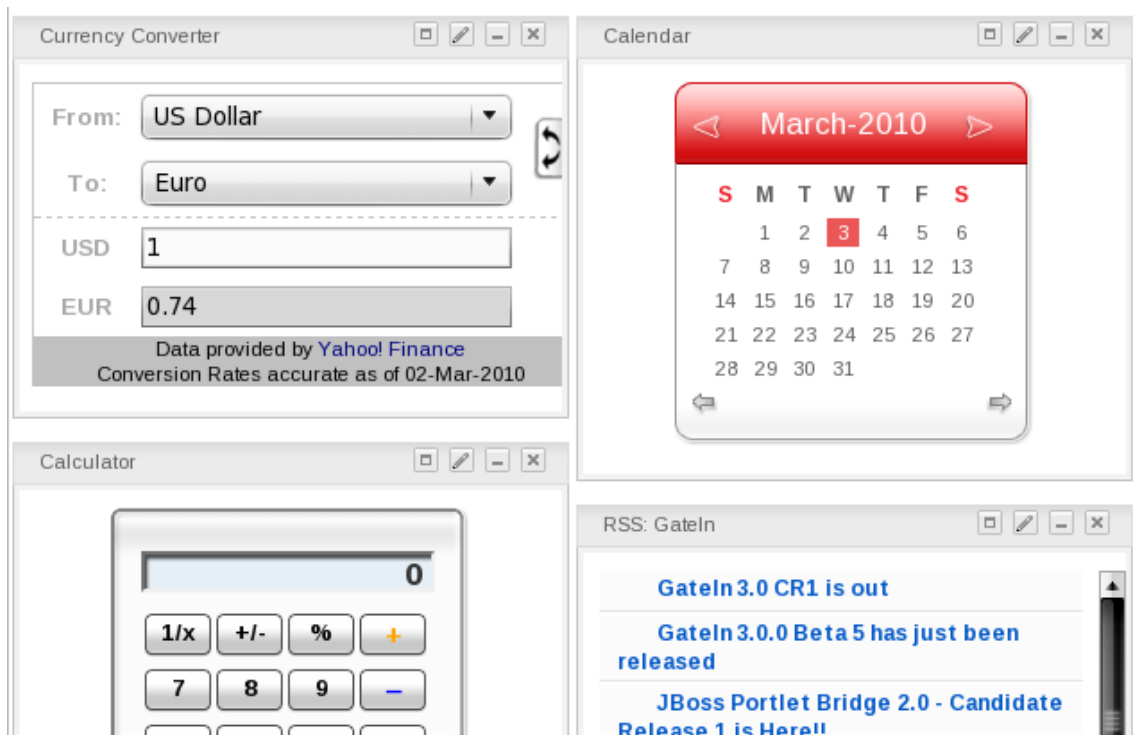 Currency Converter
From: US Dollar
To: Euro
USD 1
EUR 0.74
Data provided by Yahoo! Finance
Conversion Rates accurate as of 02-Mar-2010
Calendar
March-2010
S M T W T F S
1 2 3 4 5 6
7 8 9 10 11 12 13
14 15 16 17 18 19 20
21 22 23 24 25 26 27
28 29 30 31
Calculator
0
1/x +/- % +
7 8 9 −
RSS: GateIn
GateIn 3.0 CR1 is out
GateIn 3.0.0 Beta 5 has just been
released
JBoss Portlet Bridge 2.0 - Candidate
Release 1 is Here!!